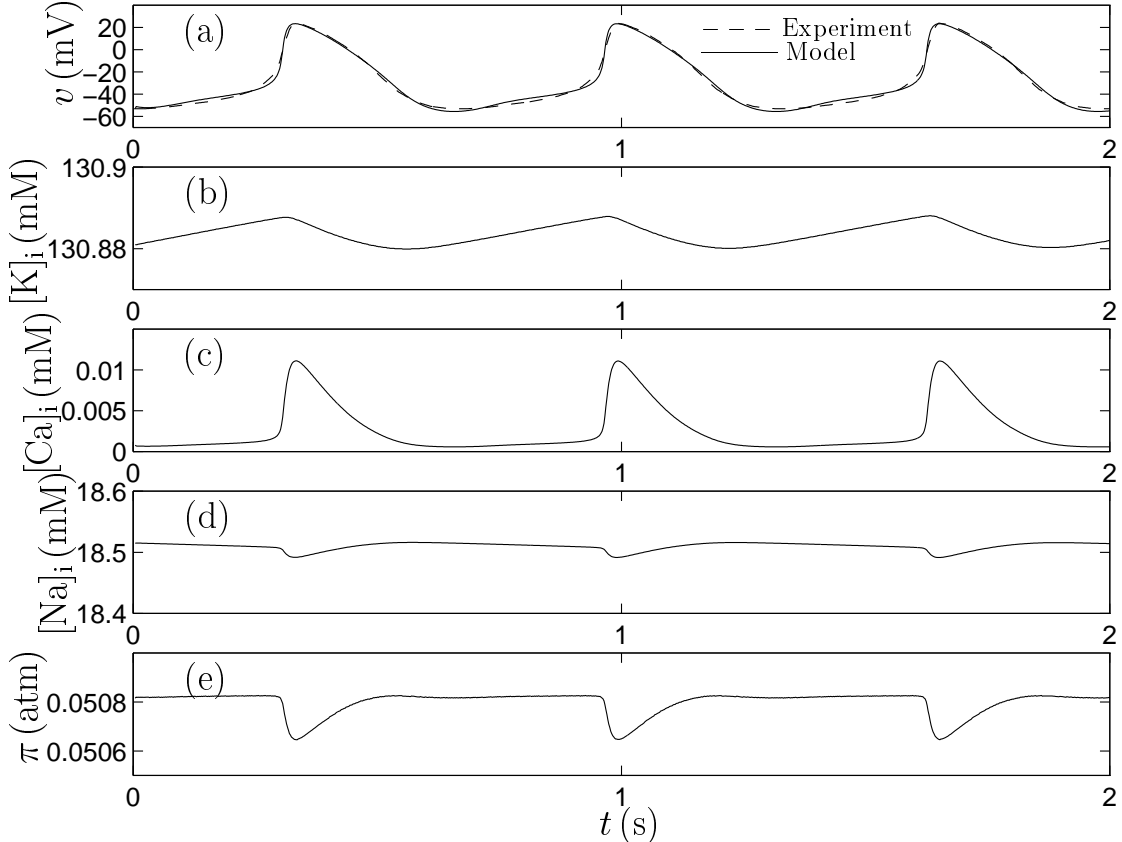 (a)
Experiment
Model
v (mV)
20
0
−20
−40
−60
0
1
2
(b)
[K]i (mM)
130.9
130.88
0
1
2
(c)
[Ca]i (mM)
0.01
0.005
0
0
1
2
(d)
[Na]i (mM)
18.6
18.5
18.4
0
1
2
(e)
π (atm)
0.0508
0.0506
0
1
2
t (s)